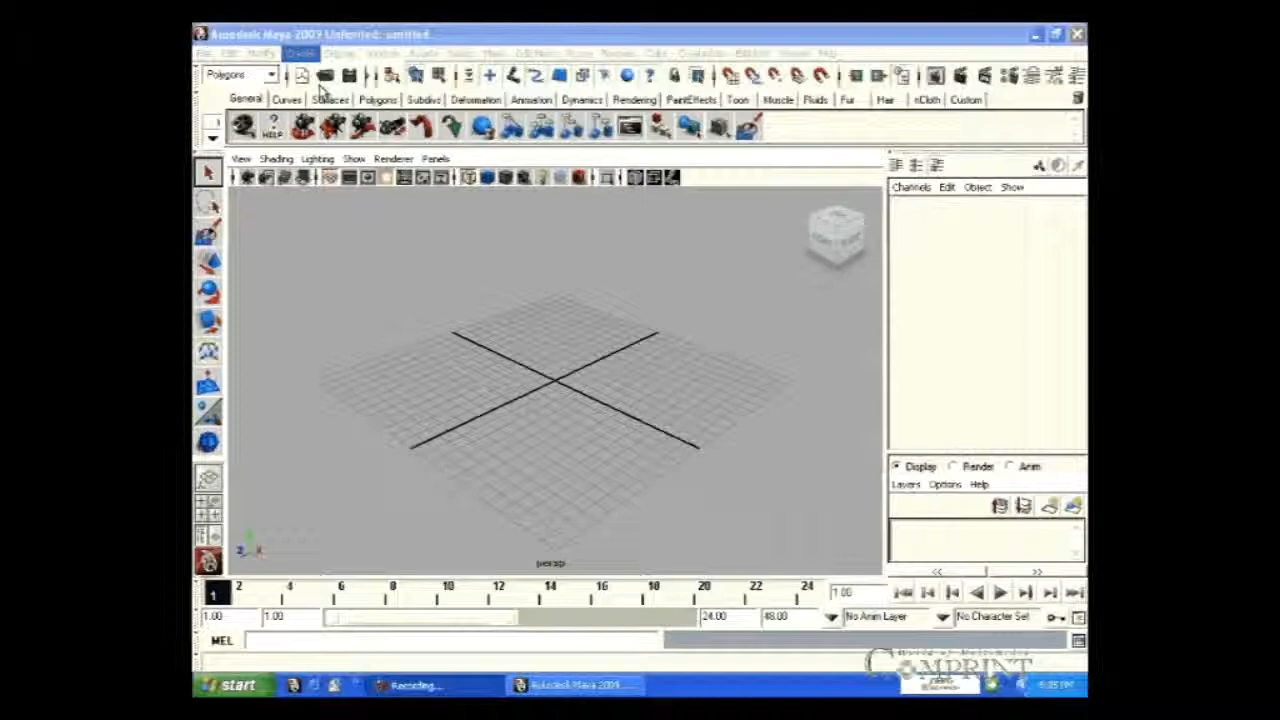 Autodesk Maya 2009 Unlimited: untitled
Polygons
General Curves Surfaces Polygons Subdivs Deformation Animation Dynamics Rendering PaintEffects Toon Muscle Fluids Fur Hair nCloth Custom
HELP
View Shading Lighting Show Renderer Panels
Channels Edit Object Show
Display Render Anim
Layers Options Help
persp
2 4 6 8 10 12 14 16 18 20 22 24
1
1.00
1.00 1.00 24.00 48.00 No Anim Layer No Character Set
MEL
COMPRINT
start Recording... Autodesk Maya 2009 ...